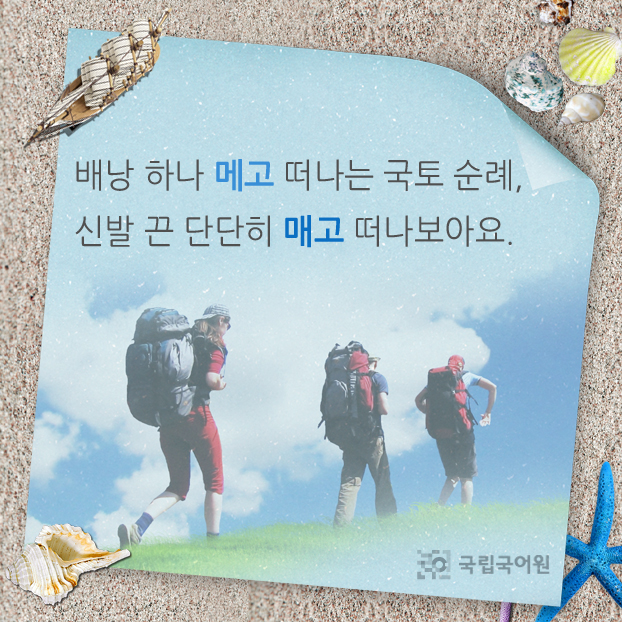 배낭 하나 메고 떠나는 국토 순례,
신발 끈 단단히 매고 떠나보아요.
국립국어원